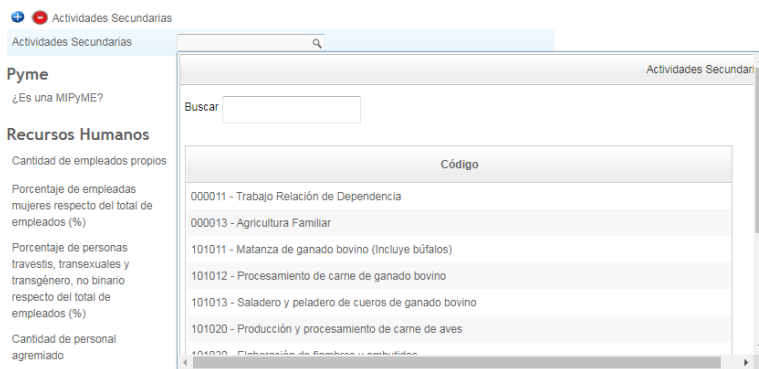 Actividades Secundarias
Actividades Secundarias
Pyme
¿Es una MIPyME?
Recursos Humanos
Cantidad de empleados propios
Porcentaje de empleadas
mujeres respecto del total de
empleados (%)
Porcentaje de personas
travestis, transexuales y
transgénero, no binario
respecto del total de
empleados (%)
Cantidad de personal
agremiado
Actividades Secundari
Buscar
Código
000011 - Trabajo Relación de Dependencia
000013 - Agricultura Familiar
101011 - Matanza de ganado bovino (Incluye búfalos)
101012 - Procesamiento de carne de ganado bovino
101013 - Saladero y peladero de cueros de ganado bovino
101020 - Producción y procesamiento de carne de aves